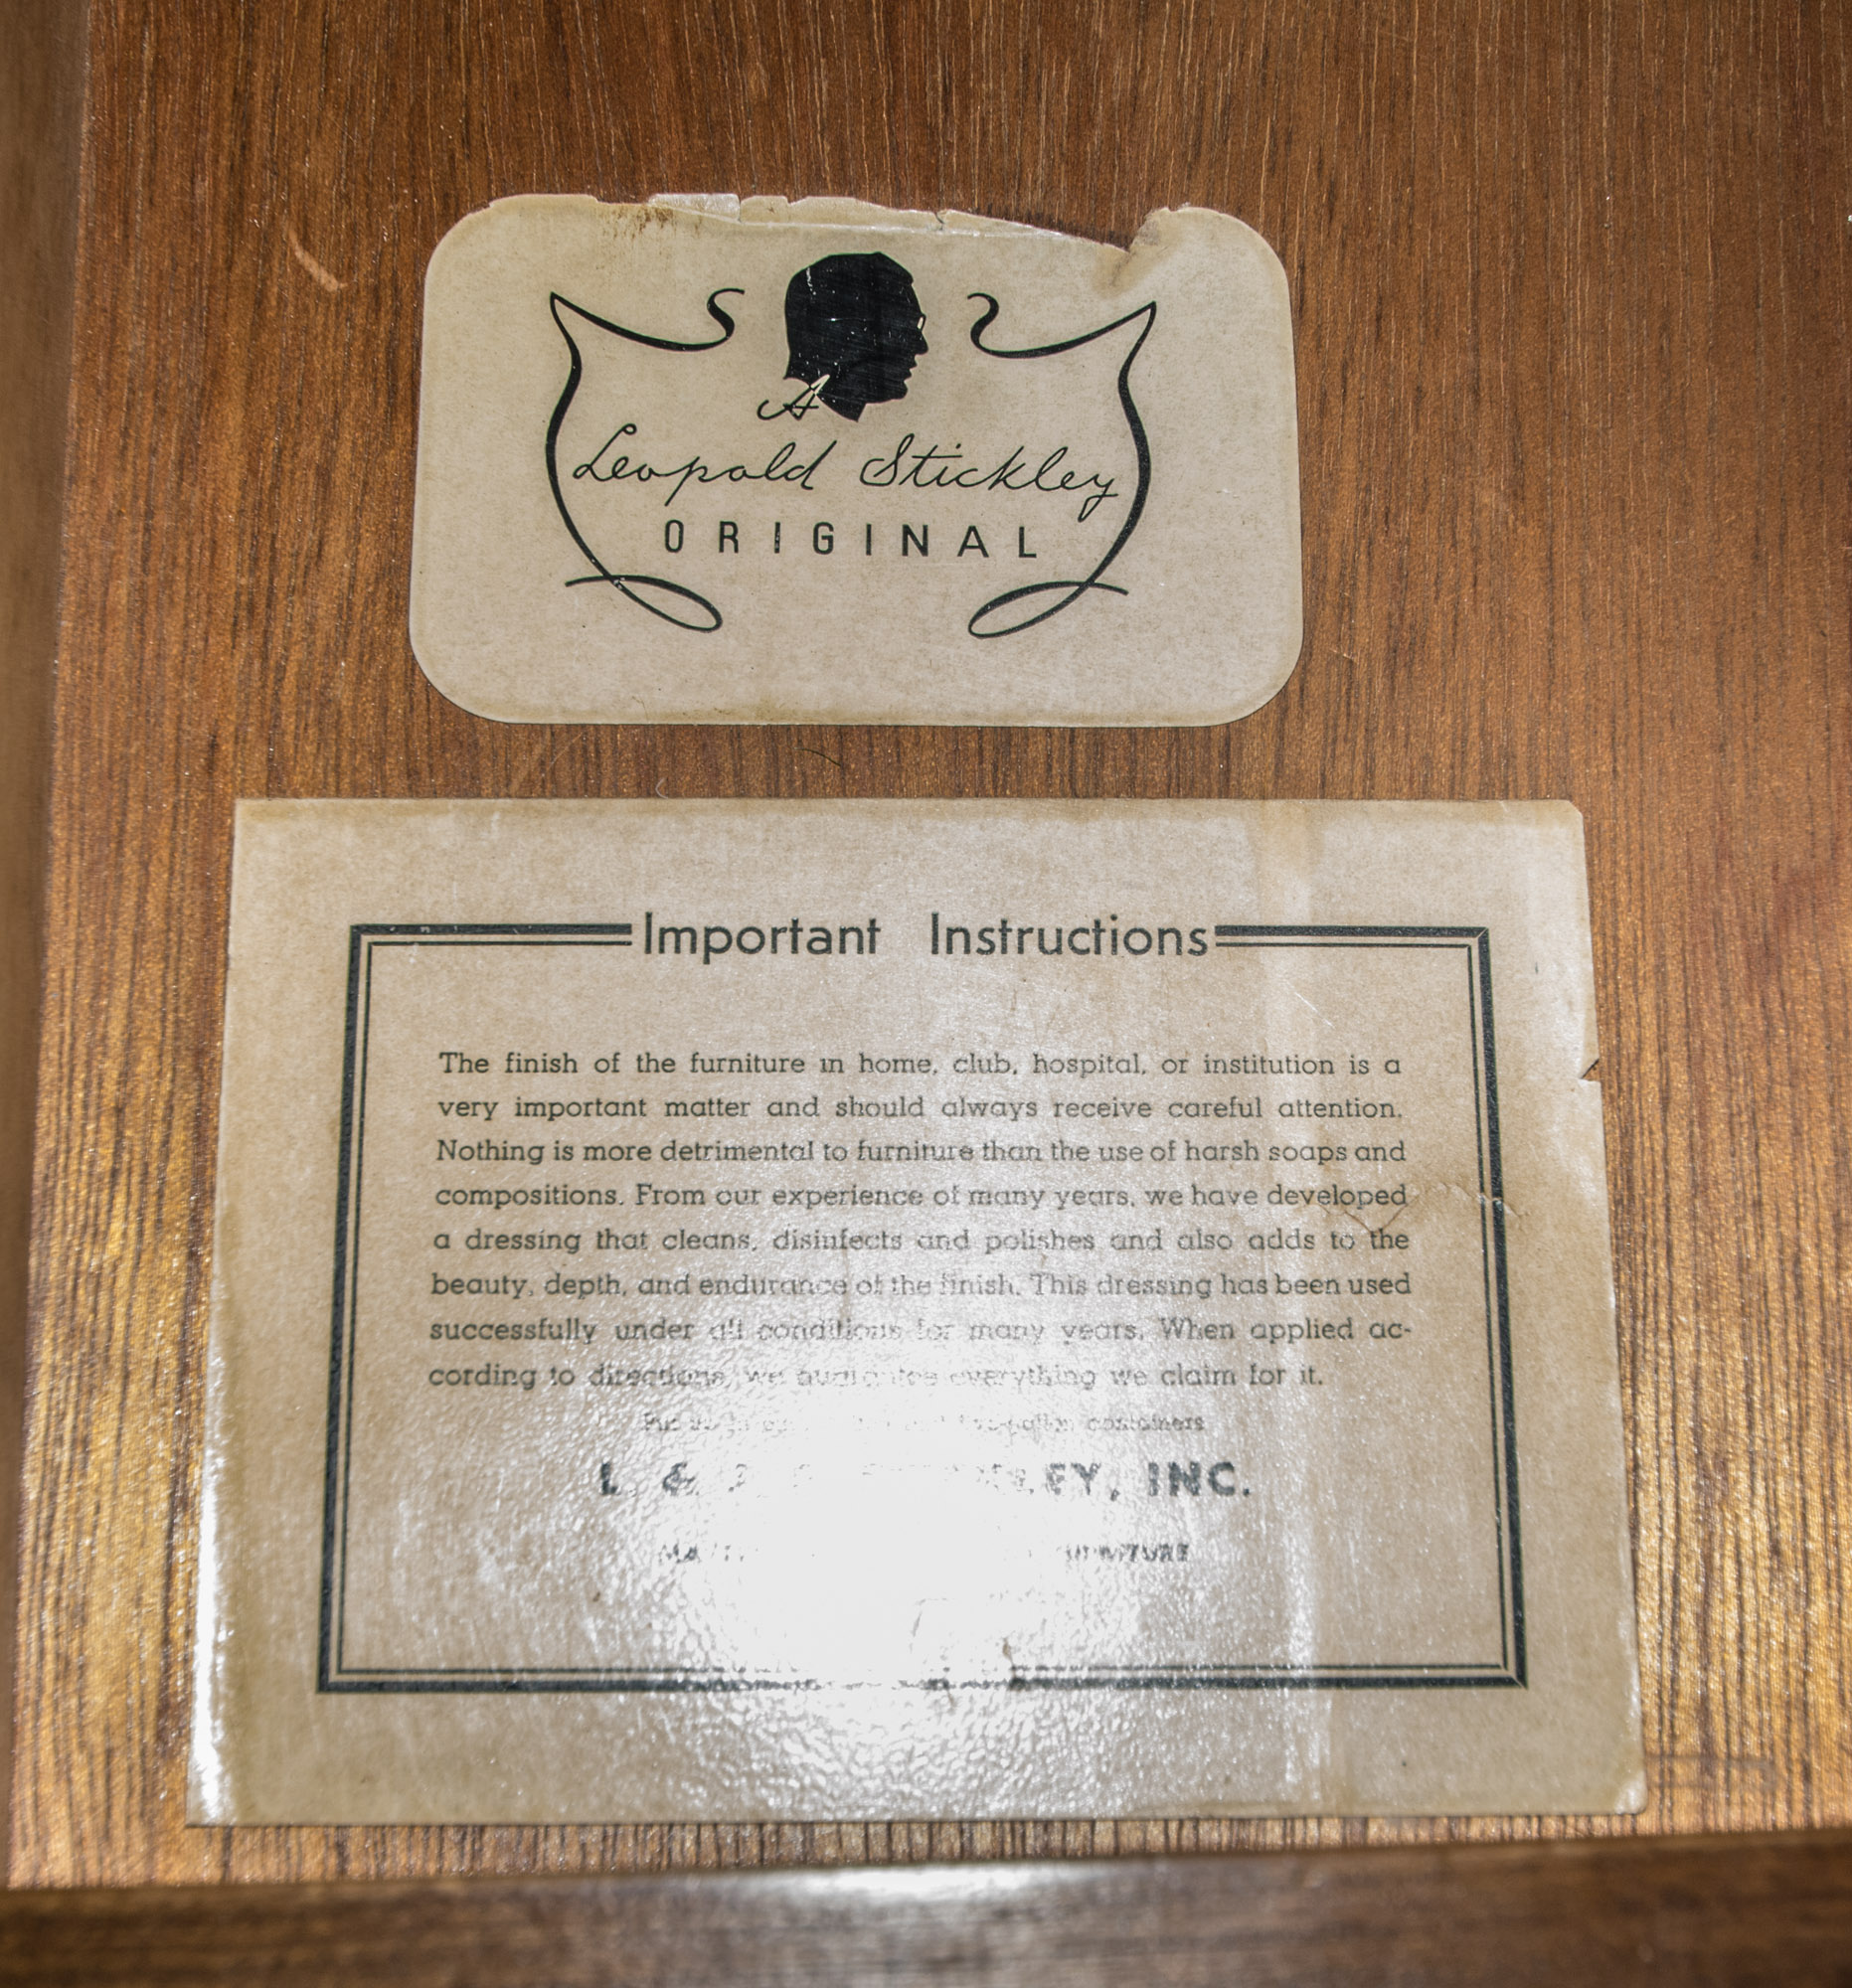 A
Leopold Stickley
ORIGINAL
Important Instructions
The finish of the furniture in home, club, hospital, or institution is a
very important matter and should always receive careful attention.
Nothing is more detrimental to furniture than the use of harsh soaps and
compositions. From our experience of many years, we have developed
a dressing that cleans, disinfects and polishes and also adds to the
beauty, depth, and endurance of the finish. This dressing has been used
successfully under all conditions for many years. When applied ac-
cording to directions, we guarantee everything we claim for it.
containers
L & INC.
FURNITURE